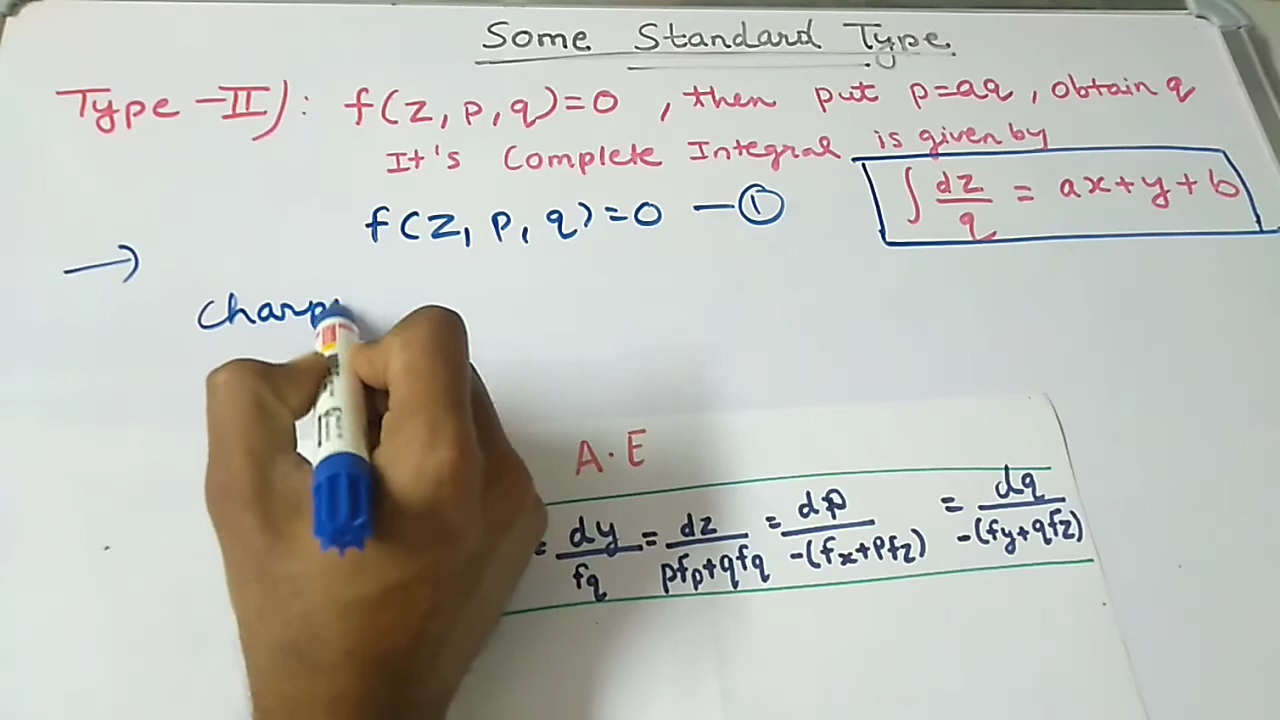 Some Standard Type
Type-II) : f(z, p, q)=0 , then put p=aq, obtain q
It's Complete Integral is given by
∫ dz/q = ax+y+b
f(z, p, q)=0 —①
→
Charp
A.E
= dy/fq = dz/pfp+qfq = dp/-(fx+pfz) = dq/-(fy+qfz)